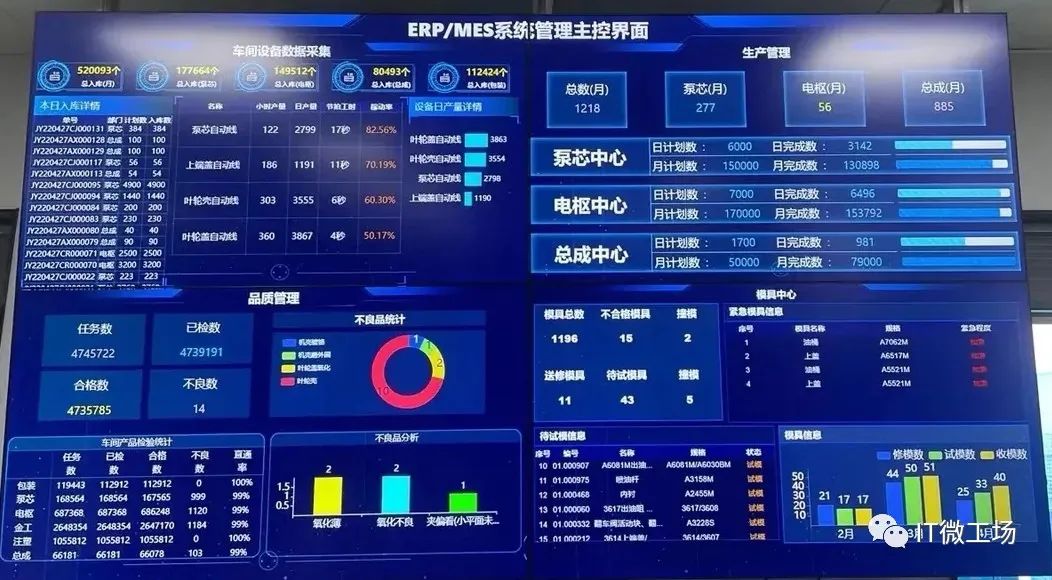 ERP/MES系统管理主控界面
车间设备数据采集
520093个
总入库(月)
177664个
总入库(泵芯)
149512个
总入库(电枢)
80493个
总入库(总成)
112424个
总入库(包装)
本日入库详情
单号 部门 计划数 入库数
JY220427CJ000131 泵芯 384 384
JY220427AX000128 总成 100 100
JY220427AX000129 总成 100 100
JY220427CJ000117 泵芯 56 56
JY220427AX000113 总成 54 54
JY220427CJ000095 泵芯 4900 4900
JY220427CJ000094 泵芯 1440 1440
JY220427CJ000084 泵芯 200 200
JY220427CJ000083 泵芯 230 230
JY220427AX000080 总成 40 40
JY220427AX000079 总成 90 90
JY220427CR000071 电枢 2500 2500
JY220427CR000070 电枢 3200 3200
JY220427CJ000022 泵芯 223 223
名称 小时产量 日产量 节拍工时 稼动率
泵芯自动线 122 2799 17秒 82.56%
上端盖自动线 186 1191 11秒 70.19%
叶轮壳自动线 303 3555 6秒 60.30%
叶轮盖自动线 360 3867 4秒 50.17%
设备日产量详情
叶轮盖自动线 3863
叶轮壳自动线 3554
泵芯自动线 2798
上端盖自动线 1190
生产管理
总数(月)
1218
泵芯(月)
277
电枢(月)
56
总成(月)
885
泵芯中心
日计划数： 6000 日完成数： 3142
月计划数： 150000 月完成数： 130898
电枢中心
日计划数： 7000 日完成数： 6496
月计划数： 170000 月完成数： 153792
总成中心
日计划数： 1700 日完成数： 981
月计划数： 50000 月完成数： 79000
品质管理
任务数
4745722
已检数
4739191
合格数
4735785
不良数
14
不良品统计
机壳镀铬
叶轮盖氧化
叶轮壳
1
1
2
10
车间产品检验统计
任务数 已检数 合格数 不良数 直通率
包装 119443 112912 112912 0 100%
泵芯 168564 168564 167565 999 99%
电枢 687368 687368 686248 1120 99%
金工 2648354 2648354 2647170 1184 99%
注塑 1055812 1055812 1055812 0 100%
总成 66181 66181 66078 103 99%
不良品分析
1.5
1
0.5
2
2
1
氧化薄
氧化不良
夹偏看(小平面未...
模具中心
模具总数 不合格模具 撞模
1196 15 2
送修模具 待试模具 撞模
11 43 5
紧急模具信息
序号 模具名称 规格 紧急程度
1 油桶 A7062M
2 上盖 A6517M
3 油桶 A5521M
4 上盖 A5521M
待试模信息
序号 编号 名称 规格 状态
10 01.000907 A6081M出油... A6081M/A6030BM 试模
11 01.000975 喷油杆 A3158M 试模
12 01.000468 内衬 A2455M 试模
13 01.000060 3617出油阻... 3617/3608 试模
14 01.000332 翻车阀活动块、翻... A3228S 试模
15 01.000212 3614上端盖/ 3614/3607 试模
模具信息
修模数 试模数 收模数
50
40
30
20
10
21 17 17
44 50 51
25 33 40
2月
3月
4月
IT微工场